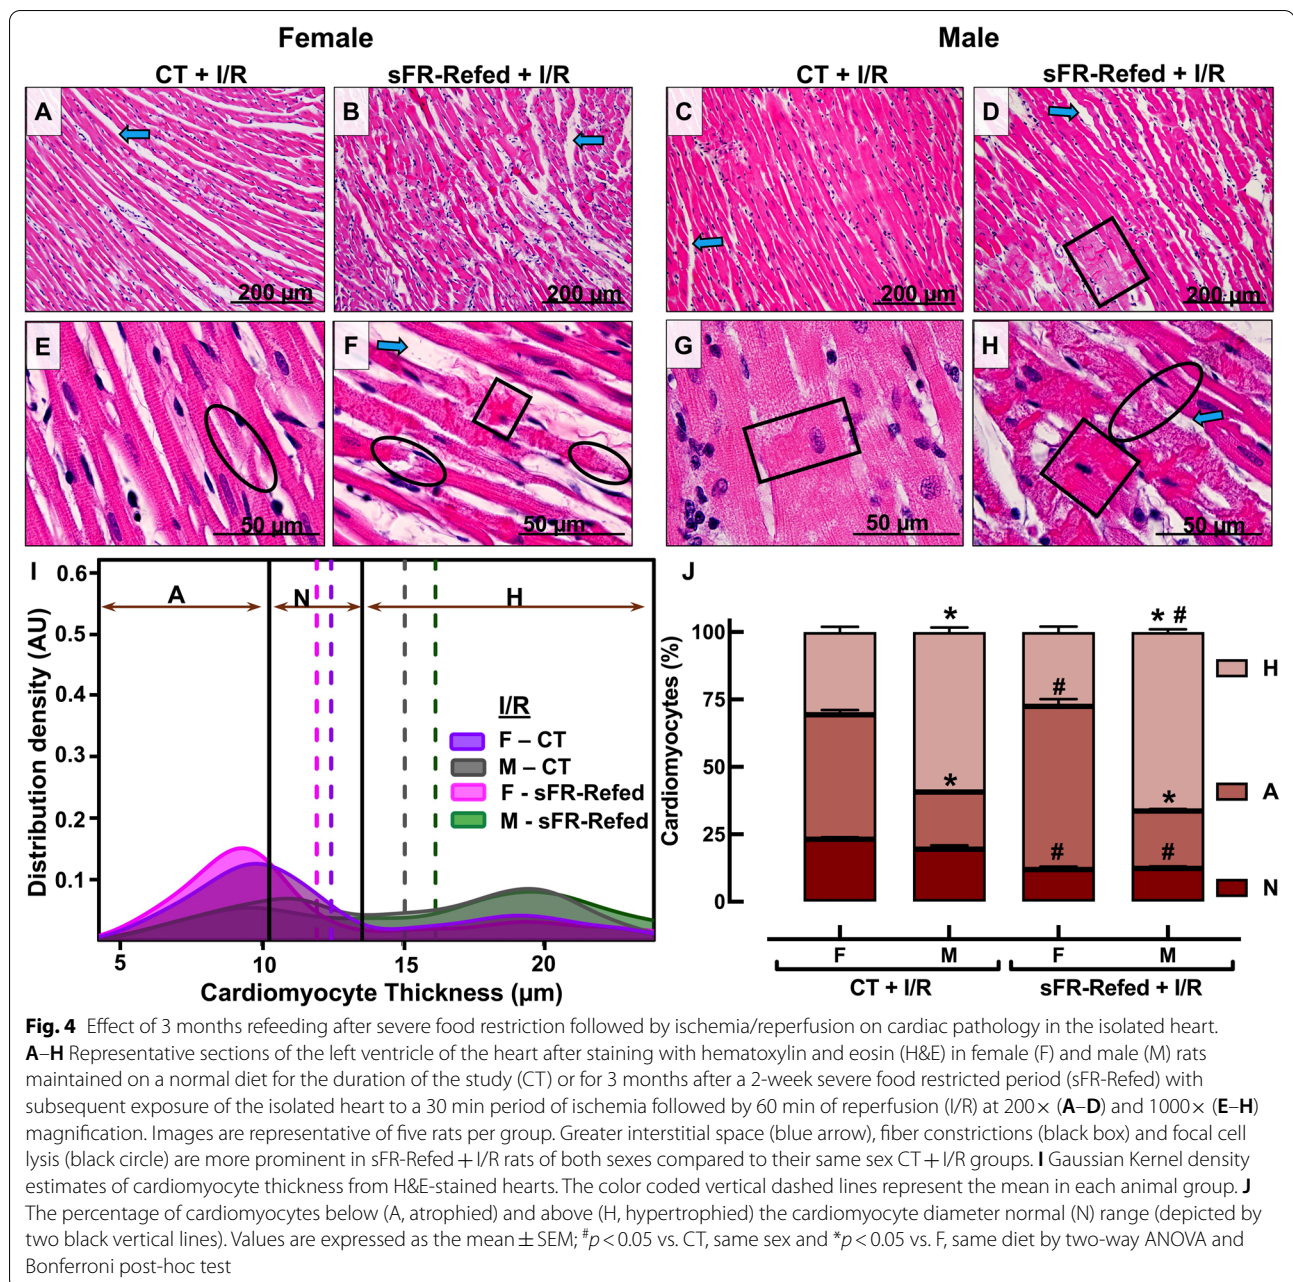 Female
Male
CT + I/R
sFR-Refed + I/R
CT + I/R
sFR-Refed + I/R
A
B
C
D
200 µm
200 µm
200 µm
200 µm
E
F
G
H
50 µm
50 µm
50 µm
50 µm
I
A
N
H
Distribution density (AU)
0.6
0.5
0.4
0.3
0.2
0.1
I/R
F – CT
M – CT
F - sFR-Refed
M - sFR-Refed
5
10
15
20
Cardiomyocyte Thickness (µm)
J
Cardiomyocytes (%)
100
75
50
25
0
*
* #
#
*
*
#
#
H
A
N
F
M
F
M
CT + I/R
sFR-Refed + I/R
Fig. 4 Effect of 3 months refeeding after severe food restriction followed by ischemia/reperfusion on cardiac pathology in the isolated heart.
A–H Representative sections of the left ventricle of the heart after staining with hematoxylin and eosin (H&E) in female (F) and male (M) rats
maintained on a normal diet for the duration of the study (CT) or for 3 months after a 2-week severe food restricted period (sFR-Refed) with
subsequent exposure of the isolated heart to a 30 min period of ischemia followed by 60 min of reperfusion (I/R) at 200× (A–D) and 1000× (E–H)
magnification. Images are representative of five rats per group. Greater interstitial space (blue arrow), fiber constrictions (black box) and focal cell
lysis (black circle) are more prominent in sFR-Refed + I/R rats of both sexes compared to their same sex CT + I/R groups. I Gaussian Kernel density
estimates of cardiomyocyte thickness from H&E-stained hearts. The color coded vertical dashed lines represent the mean in each animal group. J
The percentage of cardiomyocytes below (A, atrophied) and above (H, hypertrophied) the cardiomyocyte diameter normal (N) range (depicted by
two black vertical lines). Values are expressed as the mean ± SEM; #p < 0.05 vs. CT, same sex and *p < 0.05 vs. F, same diet by two-way ANOVA and
Bonferroni post-hoc test